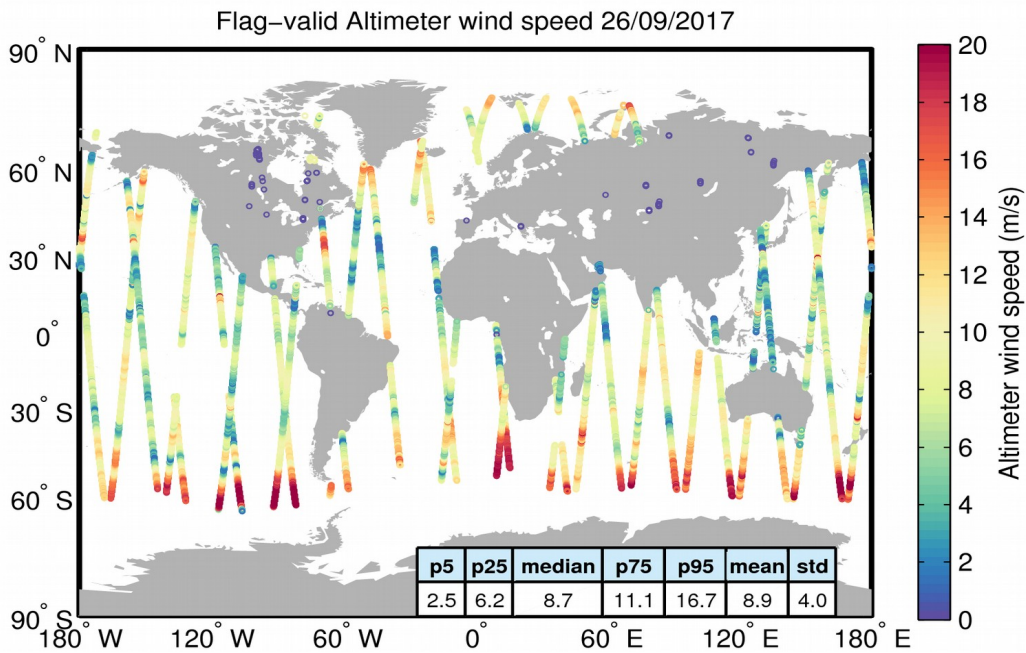 Flag−valid Altimeter wind speed 26/09/2017
90° N
60° N
30° N
0°
30° S
60° S
90° S
180° W
120° W
60° W
0°
60° E
120° E
180° E
p5 p25 median p75 p95 mean std
2.5 6.2 8.7 11.1 16.7 8.9 4.0
20
18
16
14
12
10
8
6
4
2
0
Altimeter wind speed (m/s)